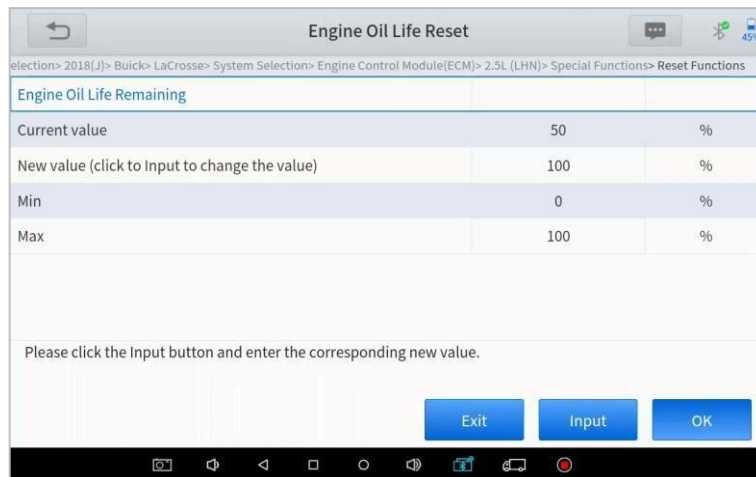 Engine Oil Life Reset
45%
election> 2018(J)> Buick> LaCrosse> System Selection> Engine Control Module(ECM)> 2.5L (LHN)> Special Functions> Reset Functions
Engine Oil Life Remaining
Current value 50 %
New value (click to Input to change the value) 100 %
Min 0 %
Max 100 %
Please click the Input button and enter the corresponding new value.
Exit Input OK